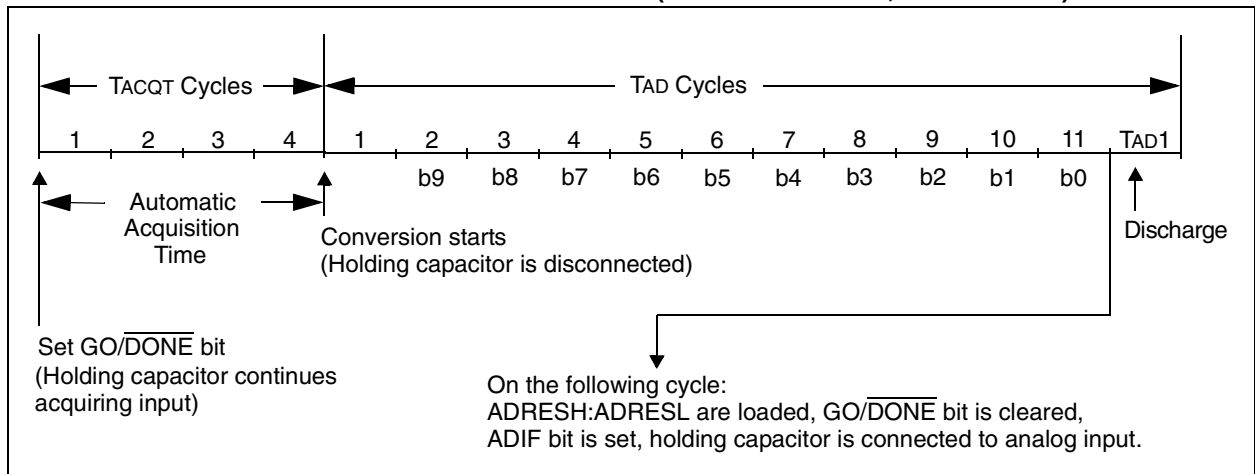 TACQT Cycles TAD Cycles
1 2 3 4 1 2 3 4 5 6 7 8 9 10 11 TAD1
b9 b8 b7 b6 b5 b4 b3 b2 b1 b0
Automatic
Acquisition
Time
Conversion starts
(Holding capacitor is disconnected)
Discharge
Set GO/DONE bit
(Holding capacitor continues
acquiring input)
On the following cycle:
ADRESH:ADRESL are loaded, GO/DONE bit is cleared,
ADIF bit is set, holding capacitor is connected to analog input.